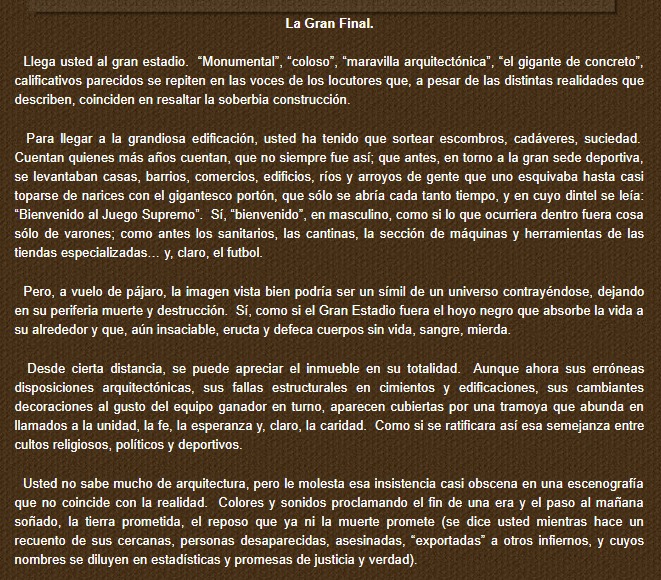 La Gran Final.
Llega usted al gran estadio.  “Monumental”, “coloso”, “maravilla arquitectónica”, “el gigante de concreto”,
calificativos parecidos se repiten en las voces de los locutores que, a pesar de las distintas realidades que
describen, coinciden en resaltar la soberbia construcción.
Para llegar a la grandiosa edificación, usted ha tenido que sortear escombros, cadáveres, suciedad.
Cuentan quienes más años cuentan, que no siempre fue así; que antes, en torno a la gran sede deportiva,
se levantaban casas, barrios, comercios, edificios, ríos y arroyos de gente que uno esquivaba hasta casi
toparse de narices con el gigantesco portón, que sólo se abría cada tanto tiempo, y en cuyo dintel se leía:
“Bienvenido al Juego Supremo”.  Sí, “bienvenido”, en masculino, como si lo que ocurriera dentro fuera cosa
sólo de varones; como antes los sanitarios, las cantinas, la sección de máquinas y herramientas de las
tiendas especializadas… y, claro, el futbol.
Pero, a vuelo de pájaro, la imagen vista bien podría ser un símil de un universo contrayéndose, dejando
en su periferia muerte y destrucción.  Sí, como si el Gran Estadio fuera el hoyo negro que absorbe la vida a
su alrededor y que, aún insaciable, eructa y defeca cuerpos sin vida, sangre, mierda.
Desde cierta distancia, se puede apreciar el inmueble en su totalidad.  Aunque ahora sus erróneas
disposiciones arquitectónicas, sus fallas estructurales en cimientos y edificaciones, sus cambiantes
decoraciones al gusto del equipo ganador en turno, aparecen cubiertas por una tramoya que abunda en
llamados a la unidad, la fe, la esperanza y, claro, la caridad.  Como si se ratificara así esa semejanza entre
cultos religiosos, políticos y deportivos.
Usted no sabe mucho de arquitectura, pero le molesta esa insistencia casi obscena en una escenografía
que no coincide con la realidad.  Colores y sonidos proclamando el fin de una era y el paso al mañana
soñado, la tierra prometida, el reposo que ya ni la muerte promete (se dice usted mientras hace un
recuento de sus cercanas, personas desaparecidas, asesinadas, “exportadas” a otros infiernos, y cuyos
nombres se diluyen en estadísticas y promesas de justicia y verdad).